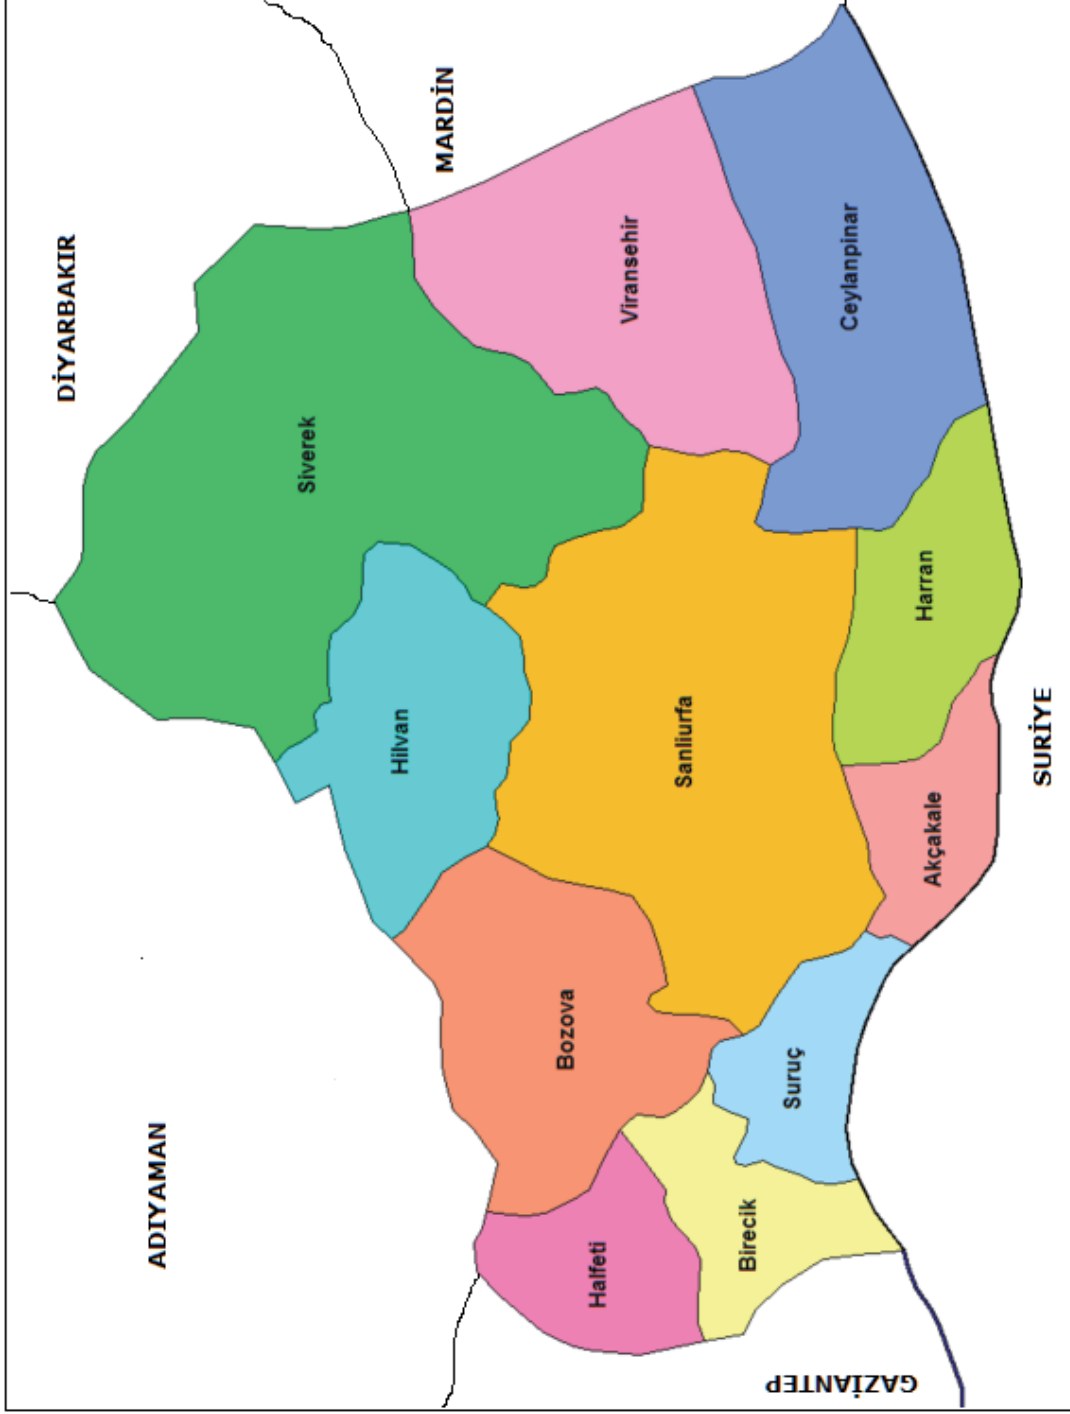 DİYARBAKIR
MARDİN
ADIYAMAN
Siverek
Viransehir
Hilvan
Ceylanpinar
Bozova
Sanliurfa
Harran
Halfeti
Birecik
Suruç
Akçakale
GAZİANTEP
SURİYE